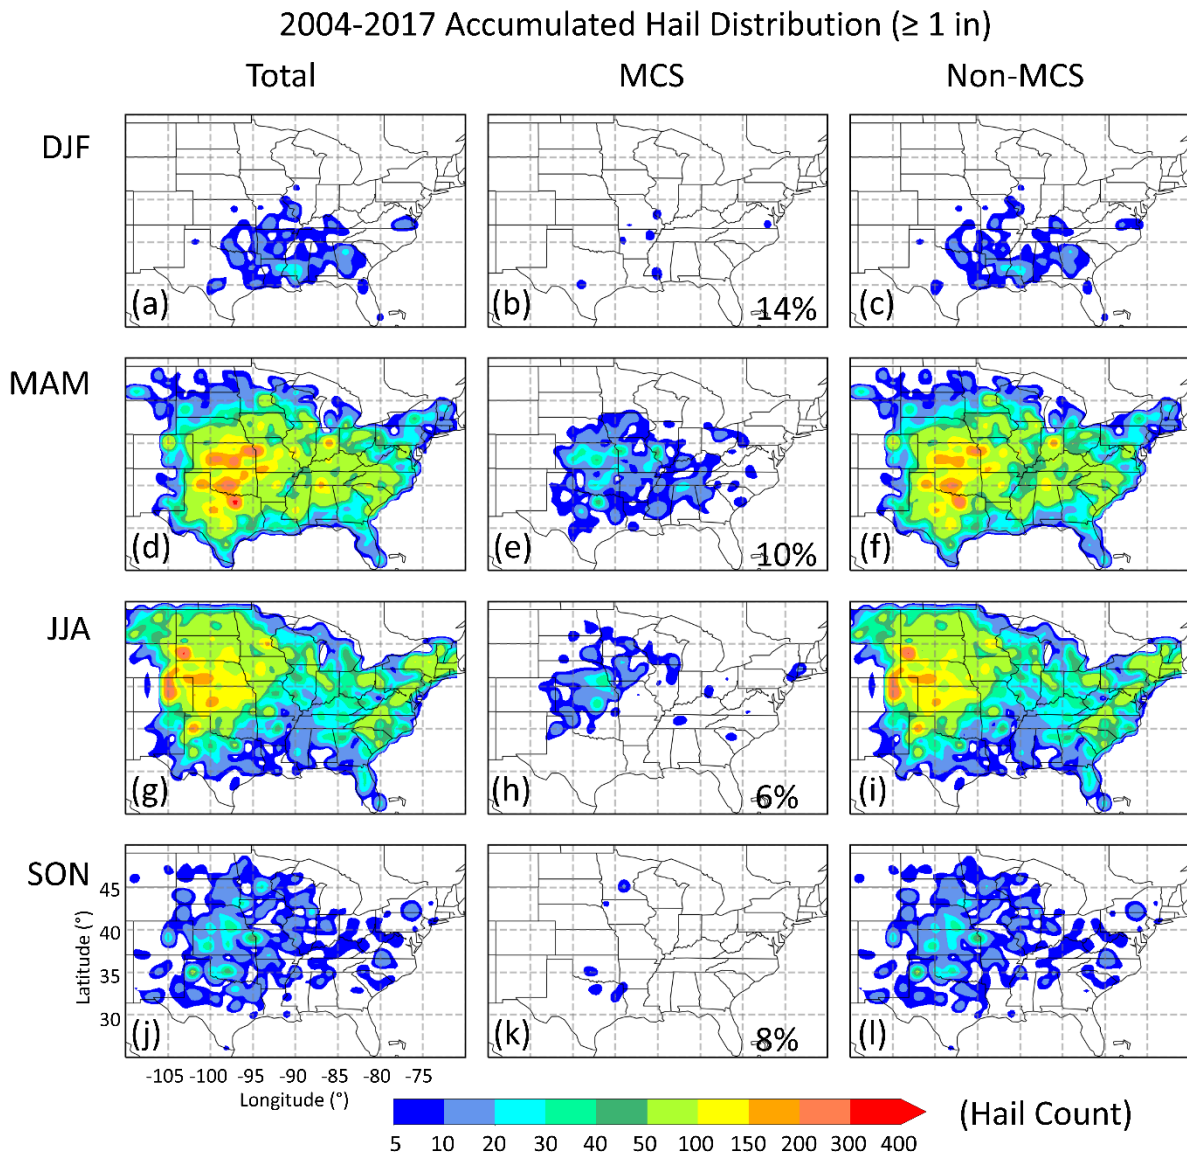 2004-2017 Accumulated Hail Distribution (≥ 1 in)
Total MCS Non-MCS
DJF
(a) (b) 14% (c)
MAM
(d) (e) 10% (f)
JJA
(g) (h) 6% (i)
SON
45
40
35
30
Latitude (°)
(j) (k) 8% (l)
-105 -100 -95 -90 -85 -80 -75
Longitude (°)
(Hail Count)
5 10 20 30 40 50 100 150 200 300 400